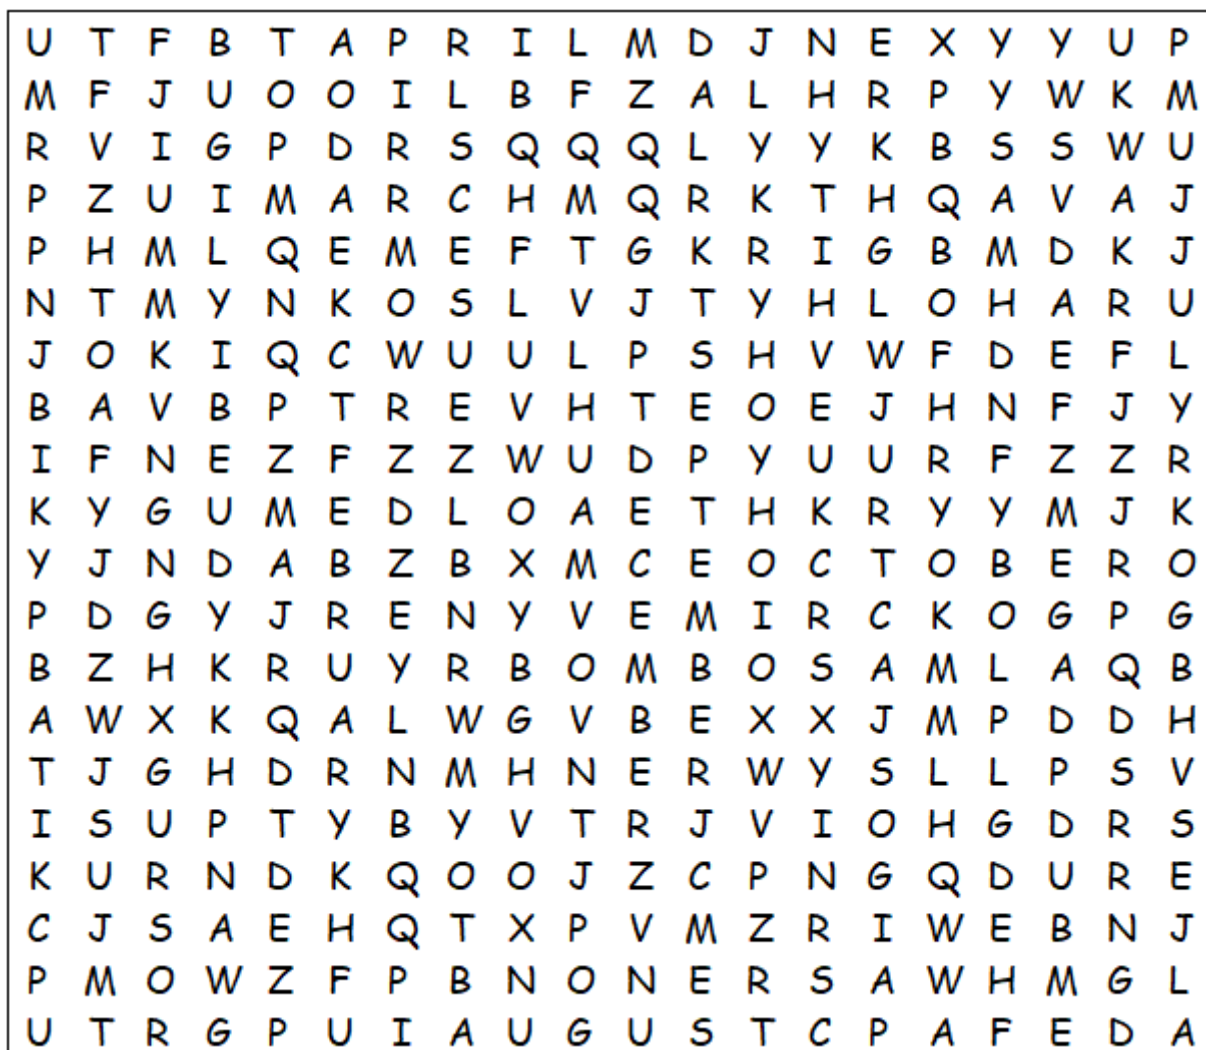 U T F B T A P R I L M D J N E X Y Y U P
M F J U O O I L B F Z A L H R P Y W K M
R V I G P D R S Q Q Q L Y Y K B S S W U
P Z U I M A R C H M Q R K T H Q A V A J
P H M L Q E M E F T G K R I G B M D K J
N T M Y N K O S L V J T Y H L O H A R U
J O K I Q C W U U L P S H V W F D E F L
B A V B P T R E V H T E O E J H N F J Y
I F N E Z F Z Z W U D P Y U U R F Z Z R
K Y G U M E D L O A E T H K R Y Y M J K
Y J N D A B Z B X M C E O C T O B E R O
P D G Y J R E N Y V E M I R C K O G P G
B Z H K R U Y R B O M B O S A M L A Q B
A W X K Q A L W G V B E X X J M P D D H
T J G H D R N M H N E R W Y S L L P S V
I S U P T Y B Y V T R J V I O H G D R S
K U R N D K Q O O J Z C P N G Q D U R E
C J S A E H Q T X P V M Z R I W E B N J
P M O W Z F P B N O N E R S A W H M G L
U T R G P U I A U G U S T C P A F E D A